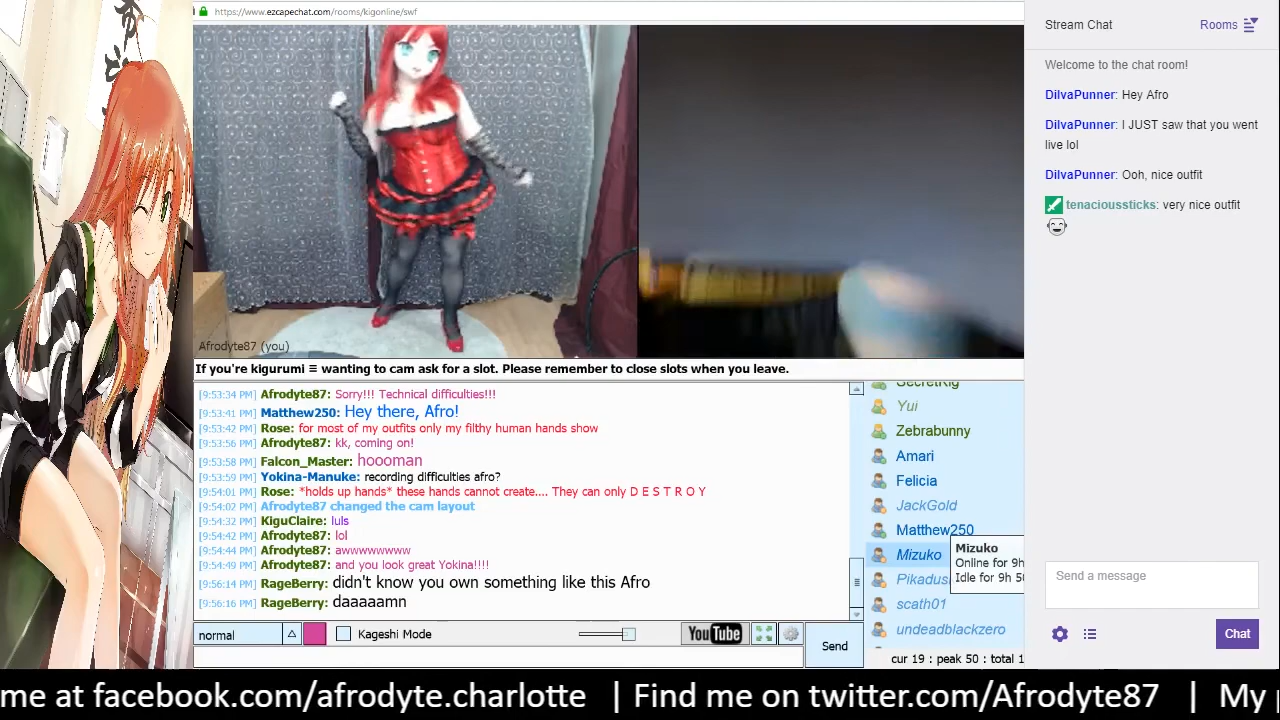 https://www.ezcapechat.com/rooms/kigonline/swf
Afrodyte87 (you)
If you're kigurumi ≡ wanting to cam ask for a slot. Please remember to close slots when you leave.
[9:53:34 PM] Afrodyte87: Sorry!!! Technical difficulties!!!
[9:53:41 PM] Matthew250: Hey there, Afro!
[9:53:42 PM] Rose: for most of my outfits only my filthy human hands show
[9:53:56 PM] Afrodyte87: kk, coming on!
[9:53:58 PM] Falcon_Master: hoooman
[9:53:59 PM] Yokina-Manuke: recording difficulties afro?
[9:54:01 PM] Rose: *holds up hands* these hands cannot create.... They can only D E S T R O Y
[9:54:02 PM] Afrodyte87 changed the cam layout
[9:54:32 PM] KiguClaire: luls
[9:54:42 PM] Afrodyte87: lol
[9:54:44 PM] Afrodyte87: awwwwwwww
[9:54:49 PM] Afrodyte87: and you look great Yokina!!!!
[9:56:14 PM] RageBerry: didn't know you own something like this Afro
[9:56:16 PM] RageBerry: daaaaamn
SecretKig
Yui
Zebrabunny
Amari
Felicia
JackGold
Matthew250
Mizuko
Pikadus
scath01
undeadblackzero
Mizuko
Online for 9h
Idle for 9h 5
cur 19 : peak 50 : total 1
normal
Kageshi Mode
YouTube
Send
Stream Chat
Rooms
Welcome to the chat room!
DilvaPunner: Hey Afro
DilvaPunner: I JUST saw that you went
live lol
DilvaPunner: Ooh, nice outfit
tenaciousssticks: very nice outfit
Send a message
Chat
me at facebook.com/afrodyte.charlotte | Find me on twitter.com/Afrodyte87 | My